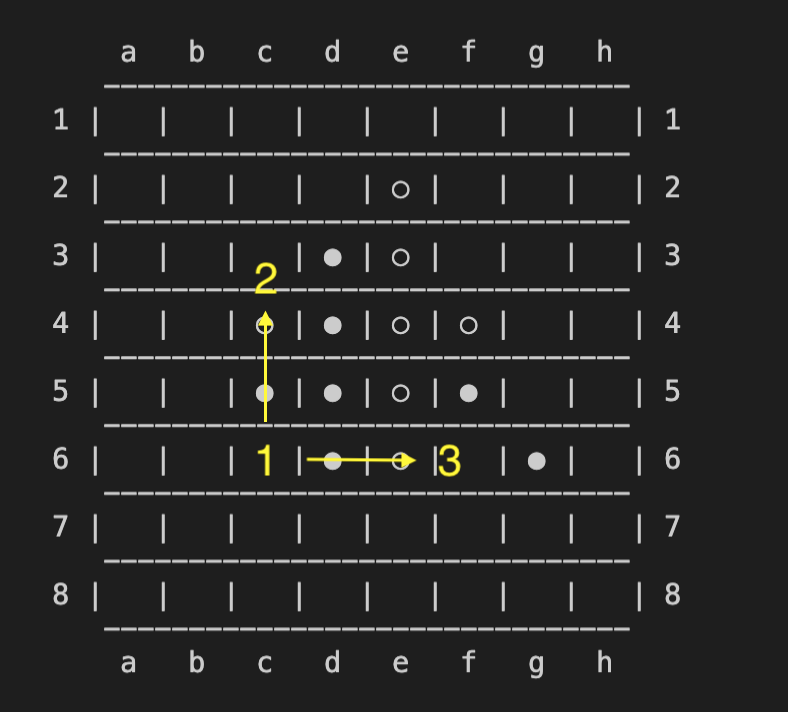 a b c d e f g h
1 | | | | | | | | | 1
2 | | | | | ○ | | | | 2
3 | | | 2 | ● | ○ | | | | 3
4 | | | ○ | ● | ○ | ○ | | | 4
5 | | | ● | ● | ○ | ● | | | 5
6 | | | 1 | ● | ○ | 3 | ● | | 6
7 | | | | | | | | | 7
8 | | | | | | | | | 8
a b c d e f g h